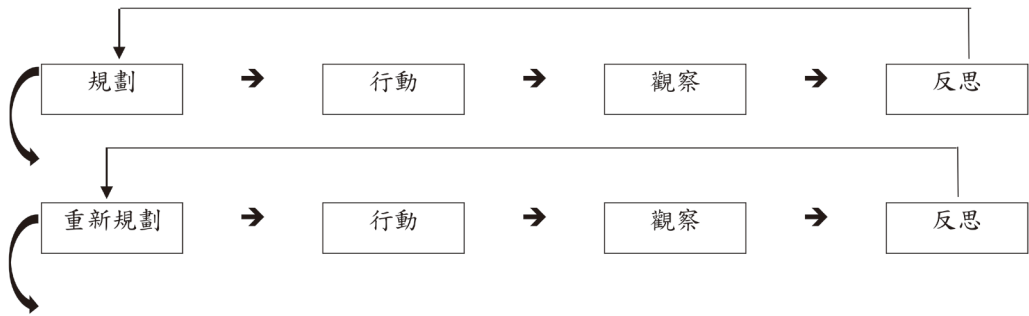 規劃 ➔ 行動 ➔ 觀察 ➔ 反思
重新規劃 ➔ 行動 ➔ 觀察 ➔ 反思